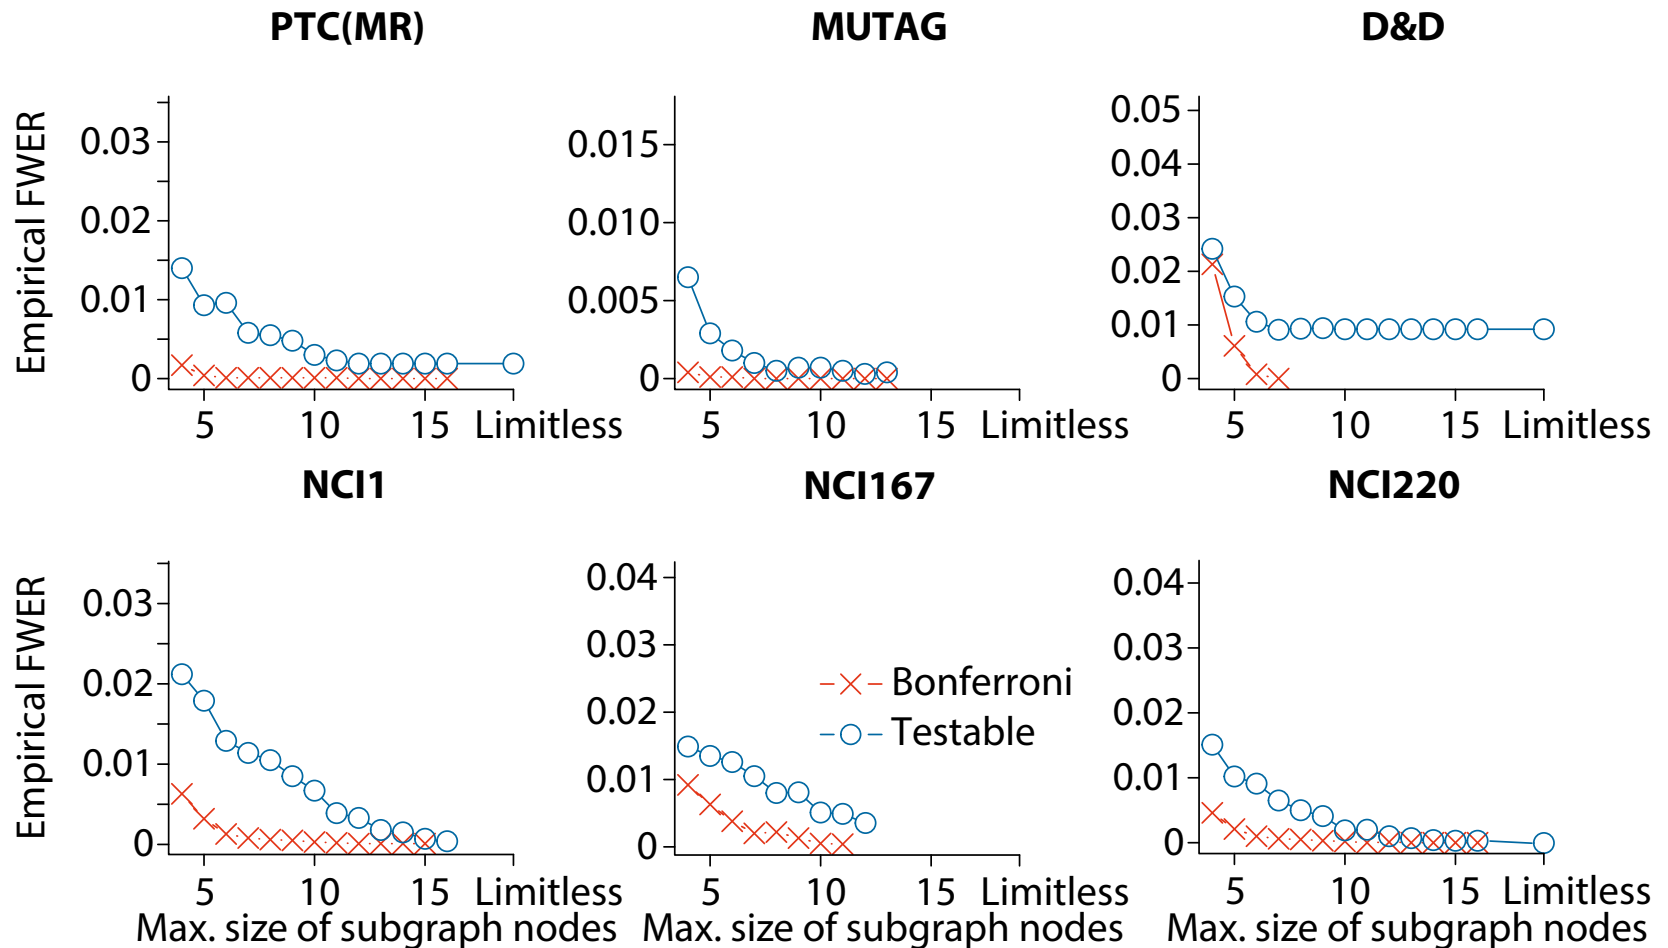 PTC(MR)
MUTAG
D&D
Empirical FWER
0.03
0.02
0.01
0
5
10
15
Limitless
0.015
0.010
0.005
0
5
10
15
Limitless
0.05
0.04
0.03
0.02
0.01
0
5
10
15
Limitless
NCI1
NCI167
NCI220
Empirical FWER
0.03
0.02
0.01
0
5
10
15
Limitless
Max. size of subgraph nodes
0.04
0.03
0.02
0.01
0
Bonferroni
Testable
5
10
15
Limitless
Max. size of subgraph nodes
0.04
0.03
0.02
0.01
0
5
10
15
Limitless
Max. size of subgraph nodes